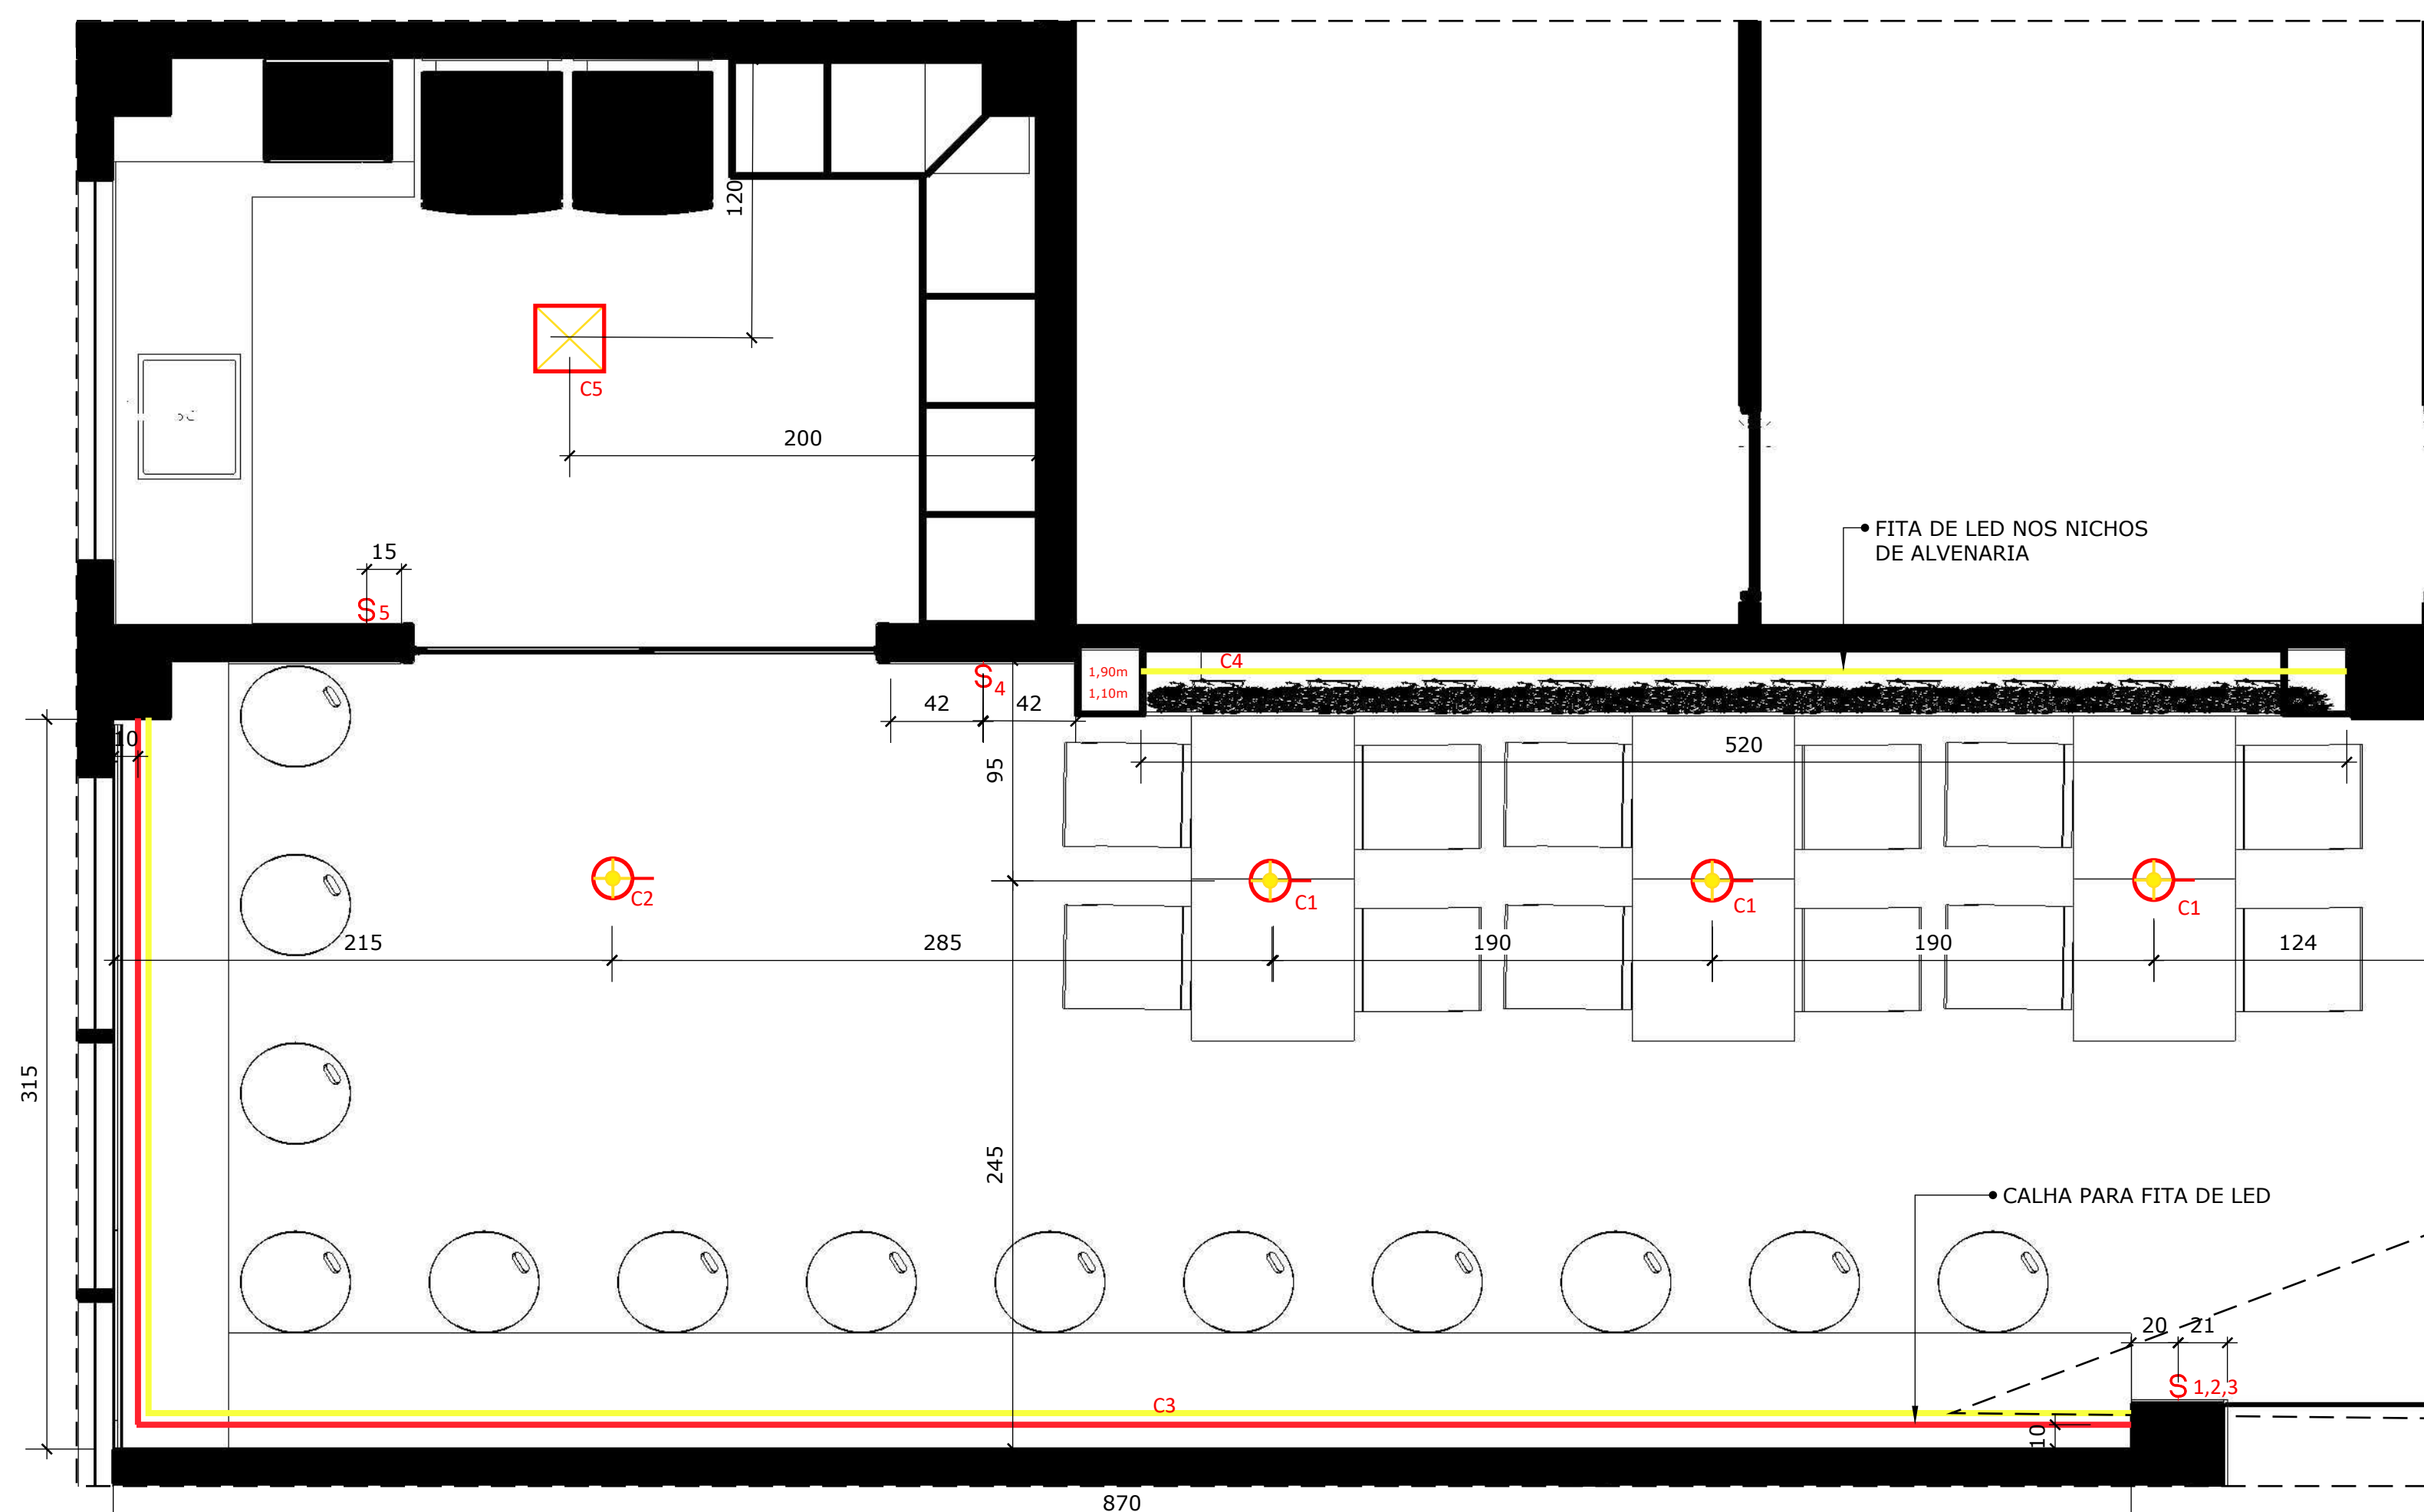 120
C5
200
FITA DE LED NOS NICHOS
DE ALVENARIA
15
S5
C4
1,90m
1,10m
S4
42
42
10
520
95
C2
C1
C1
C1
215
285
190
190
124
315
245
CALHA PARA FITA DE LED
20
21
S 1,2,3
C3
10
870